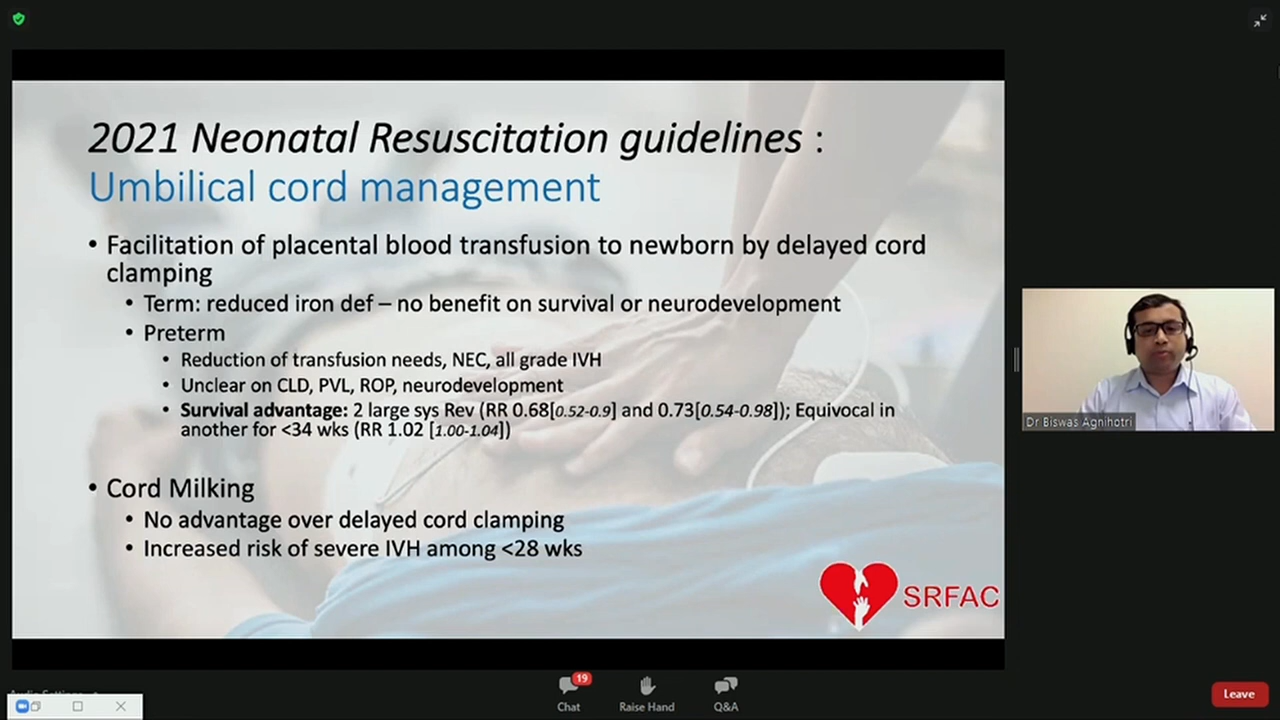 2021 Neonatal Resuscitation guidelines :
Umbilical cord management
• Facilitation of placental blood transfusion to newborn by delayed cord
clamping
• Term: reduced iron def – no benefit on survival or neurodevelopment
• Preterm
• Reduction of transfusion needs, NEC, all grade IVH
• Unclear on CLD, PVL, ROP, neurodevelopment
• Survival advantage: 2 large sys Rev (RR 0.68[0.52-0.9] and 0.73[0.54-0.98]); Equivocal in
another for <34 wks (RR 1.02 [1.00-1.04])
• Cord Milking
• No advantage over delayed cord clamping
• Increased risk of severe IVH among <28 wks
SRFAC
Dr Biswas Agnihotri
19
Chat
Raise Hand
Q&A
Leave